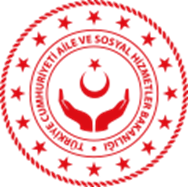 TÜRKİYE CUMHURİYETİ AİLE VE SOSYAL HİZMETLER BAKANLIĞI